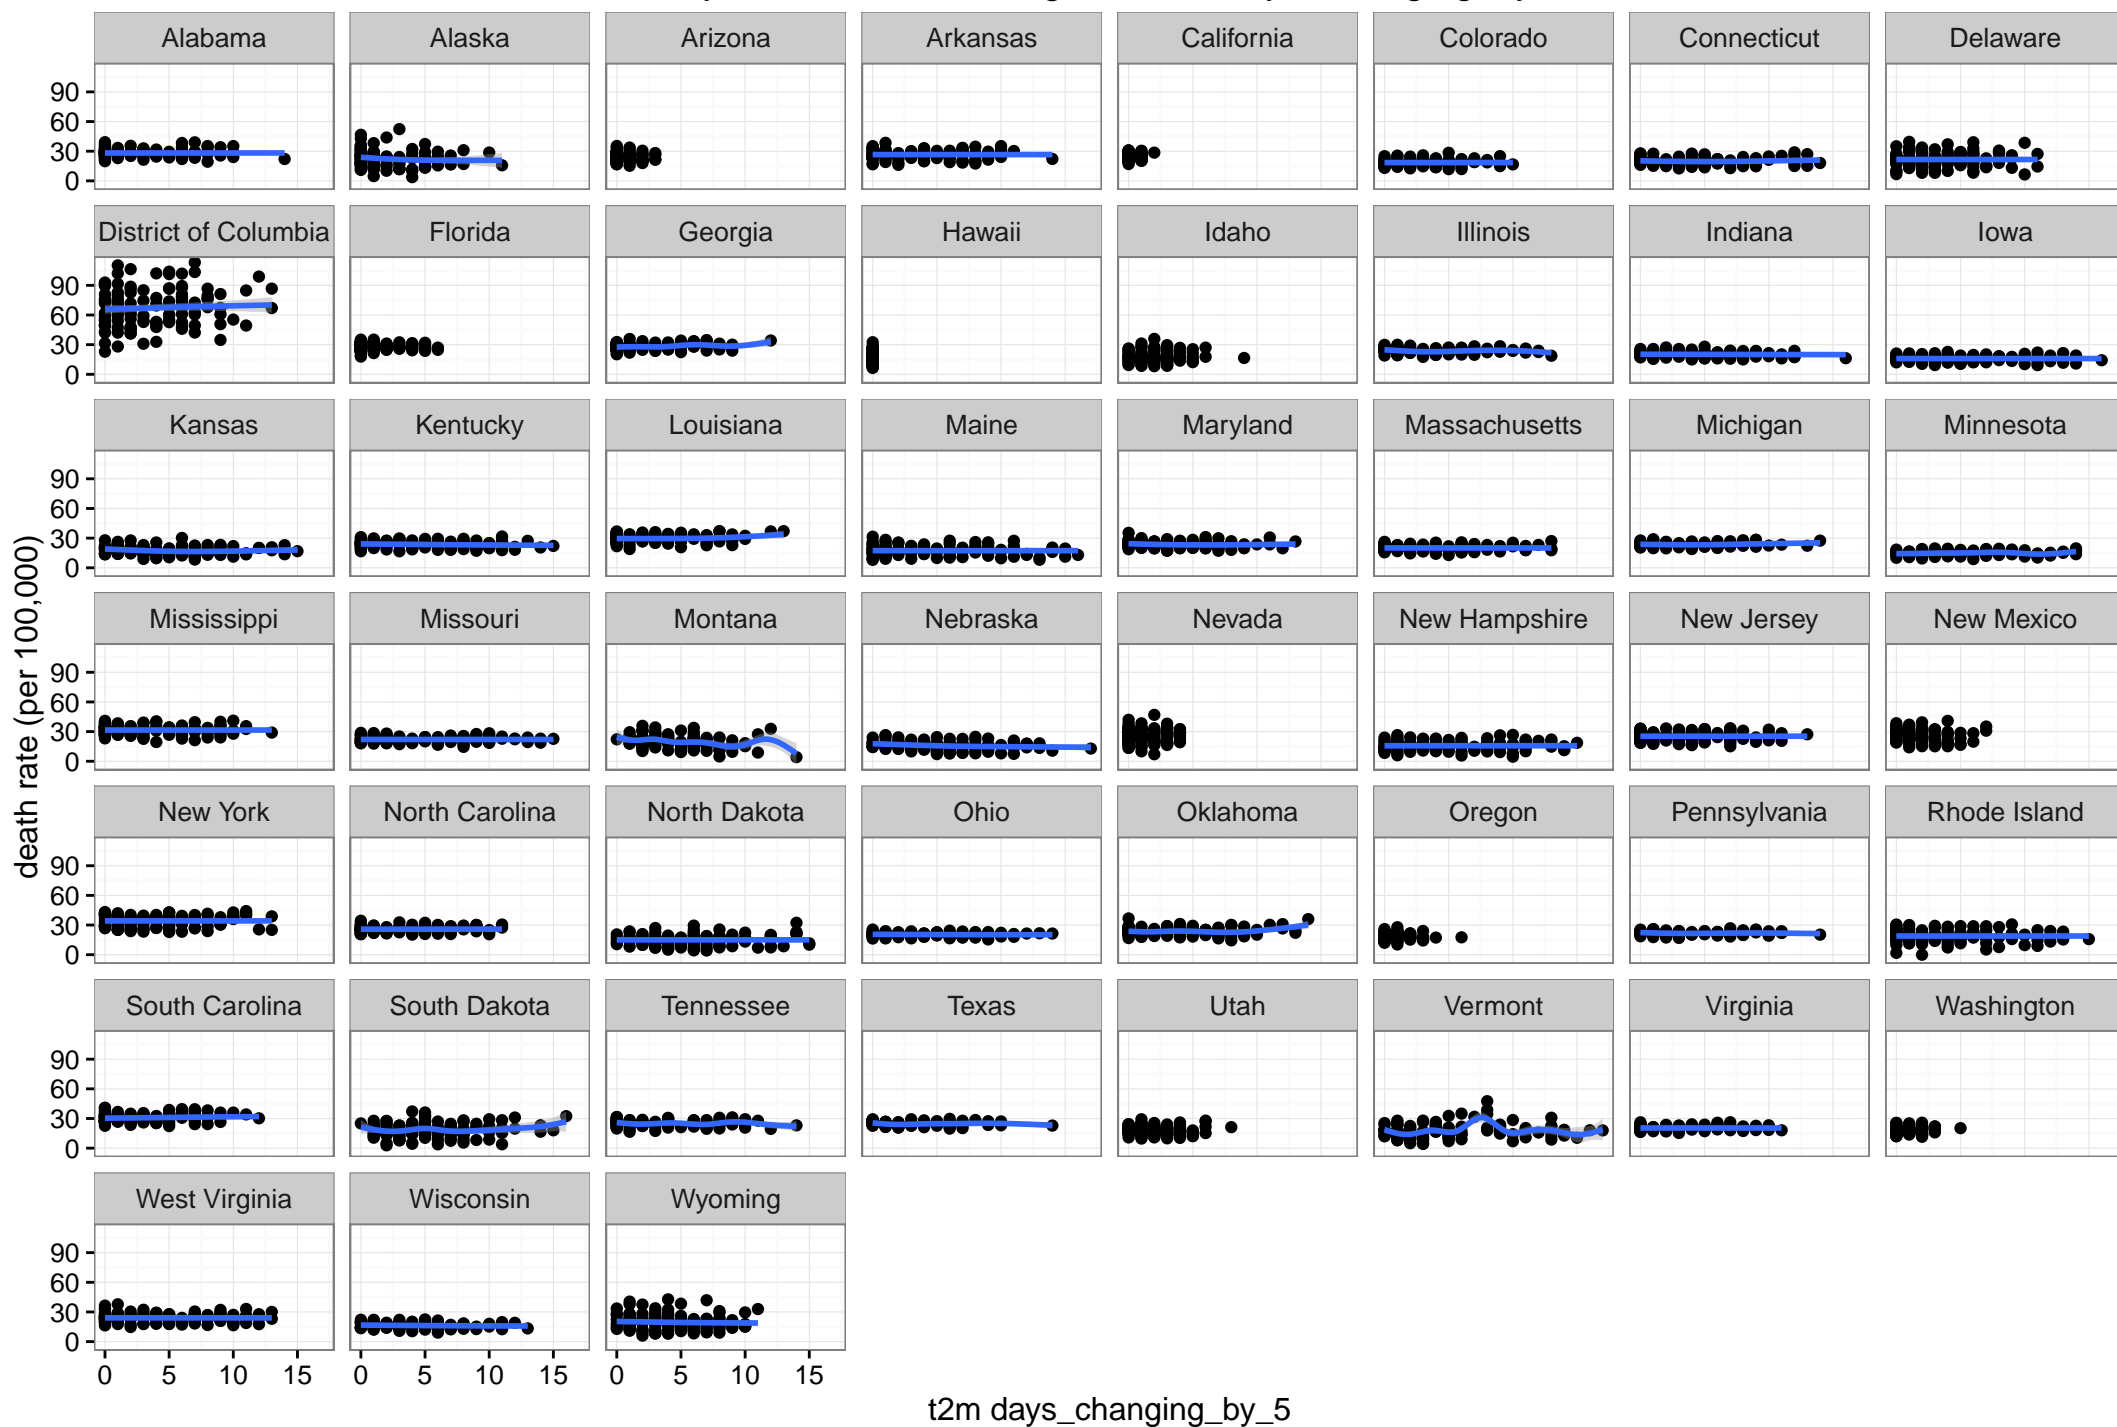 Alabama Alaska Arizona Arkansas California Colorado Connecticut Delaware
90
60
30
0
District of Columbia Florida Georgia Hawaii Idaho Illinois Indiana Iowa
90
60
30
0
Kansas Kentucky Louisiana Maine Maryland Massachusetts Michigan Minnesota
90
60
30
0
death rate (per 100,000)
Mississippi Missouri Montana Nebraska Nevada New Hampshire New Jersey New Mexico
90
60
30
0
New York North Carolina North Dakota Ohio Oklahoma Oregon Pennsylvania Rhode Island
90
60
30
0
South Carolina South Dakota Tennessee Texas Utah Vermont Virginia Washington
90
60
30
0
West Virginia Wisconsin Wyoming
90
60
30
0
0 5 10 15 0 5 10 15 0 5 10 15
t2m days_changing_by_5